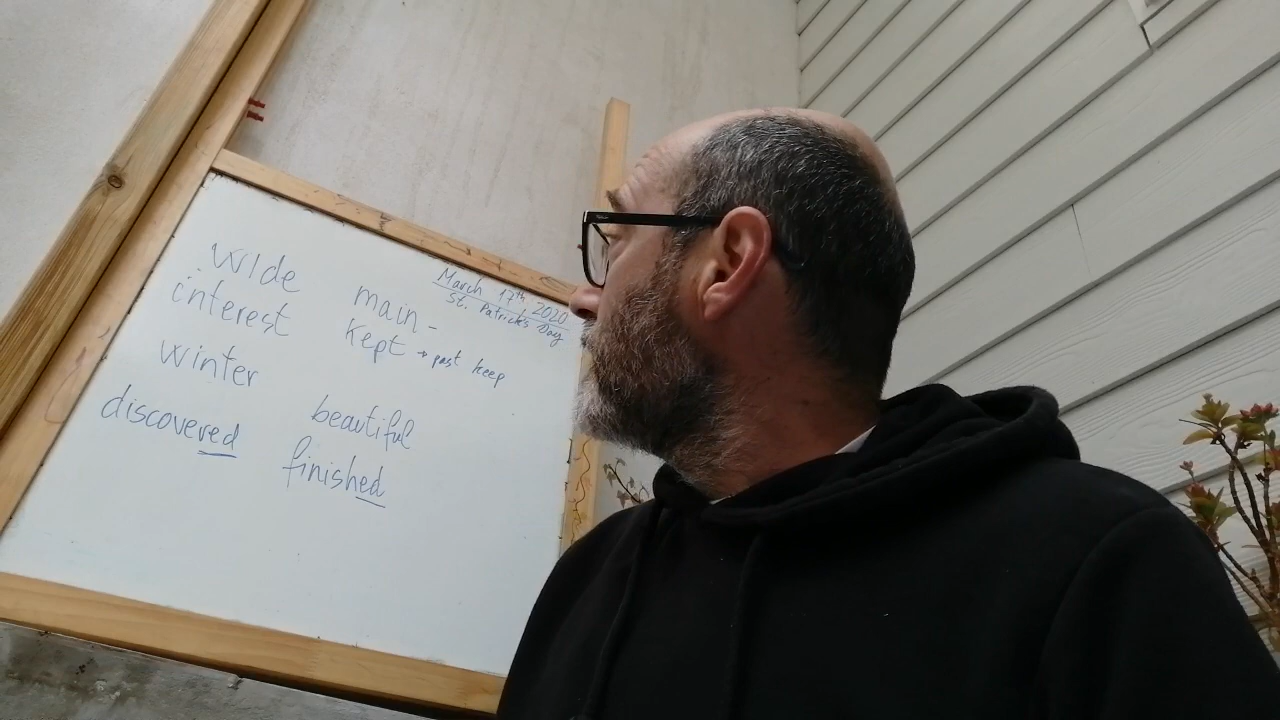 March 17th, 2020
St. Patrick's Day
wide
interest
winter
discovered
main -
kept → past keep
beautiful
finished